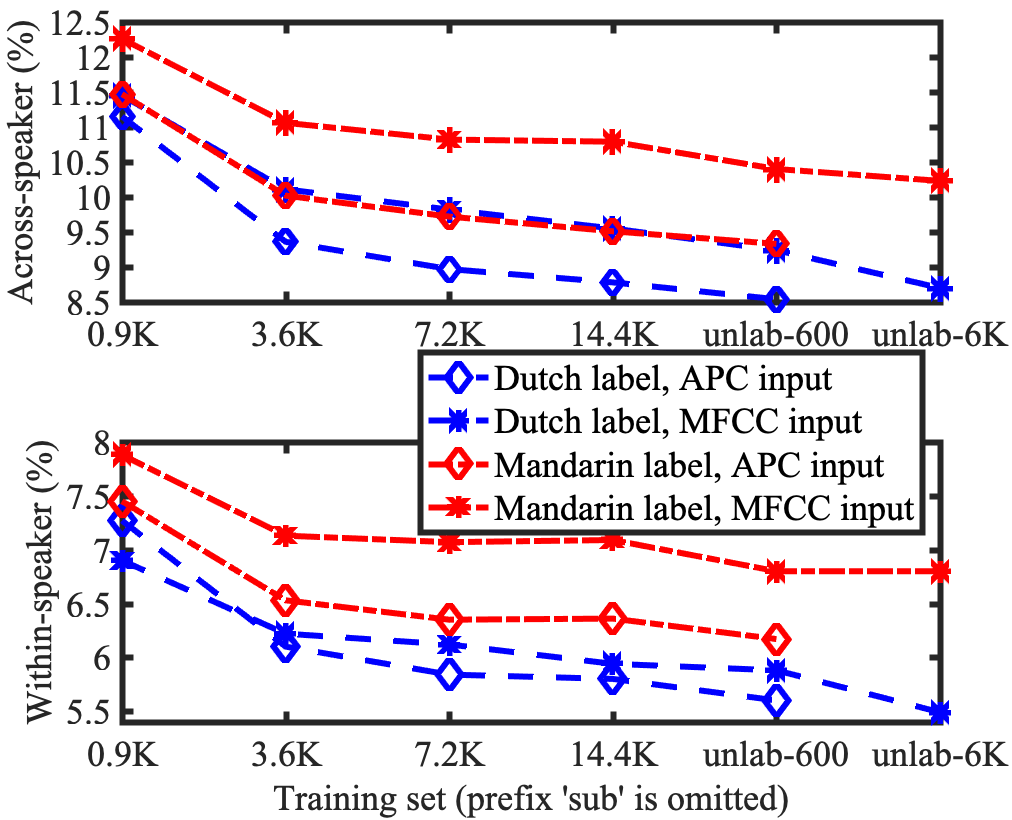 Across-speaker (%)
12.5
12
11.5
11
10.5
10
9.5
9
8.5
0.9K 3.6K 7.2K 14.4K unlab-600 unlab-6K
Dutch label, APC input
Dutch label, MFCC input
Mandarin label, APC input
Mandarin label, MFCC input
Within-speaker (%)
8
7.5
7
6.5
6
5.5
0.9K 3.6K 7.2K 14.4K unlab-600 unlab-6K
Training set (prefix 'sub' is omitted)